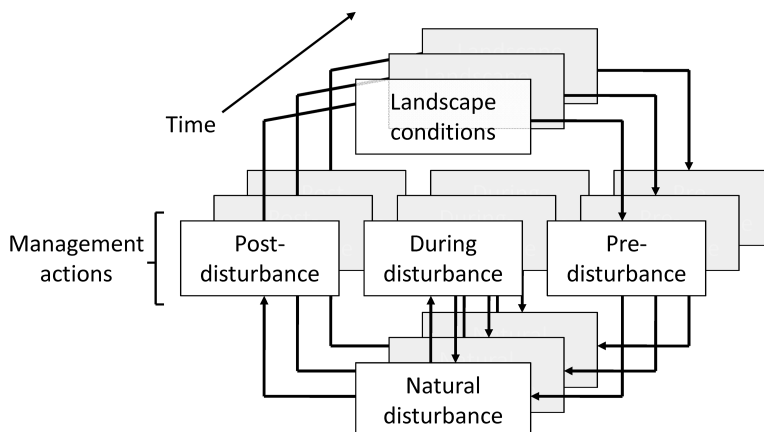 Time
Landscape
conditions
Management
actions
Post-
disturbance
During
disturbance
Pre-
disturbance
Natural
disturbance